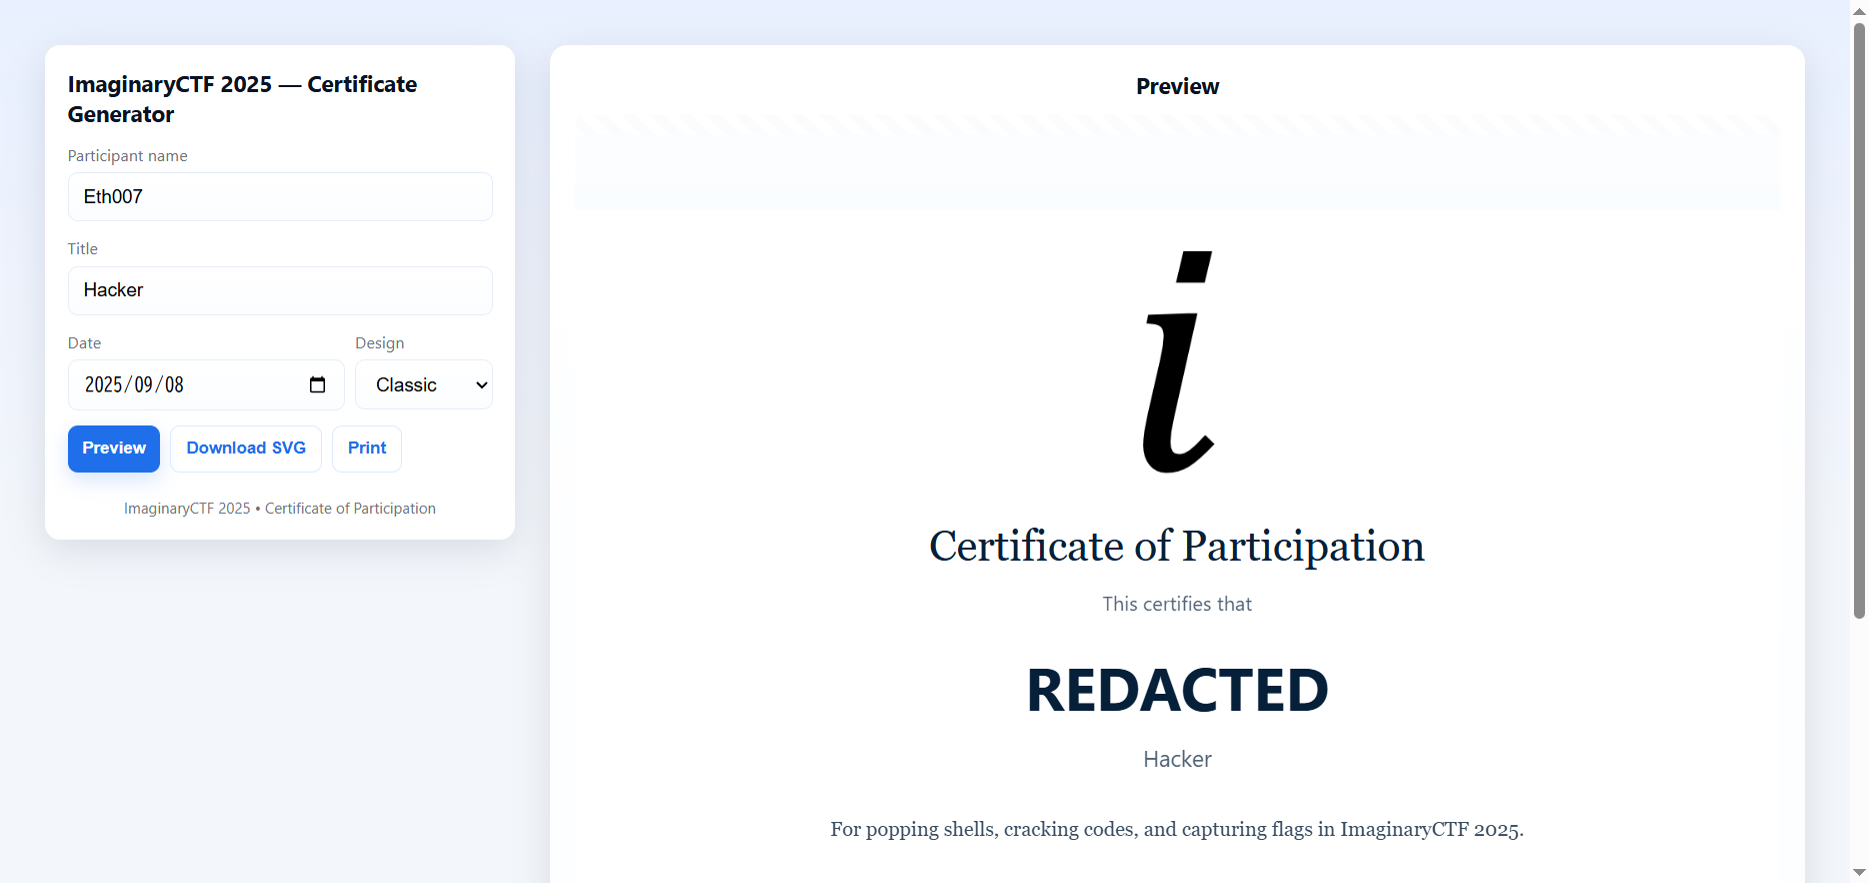 ImaginaryCTF 2025 — Certificate
Generator
Participant name
Eth007
Title
Hacker
Date
Design
2025/09/08
Classic
Preview
Download SVG
Print
ImaginaryCTF 2025 • Certificate of Participation
Preview
i
Certificate of Participation
This certifies that
REDACTED
Hacker
For popping shells, cracking codes, and capturing flags in ImaginaryCTF 2025.